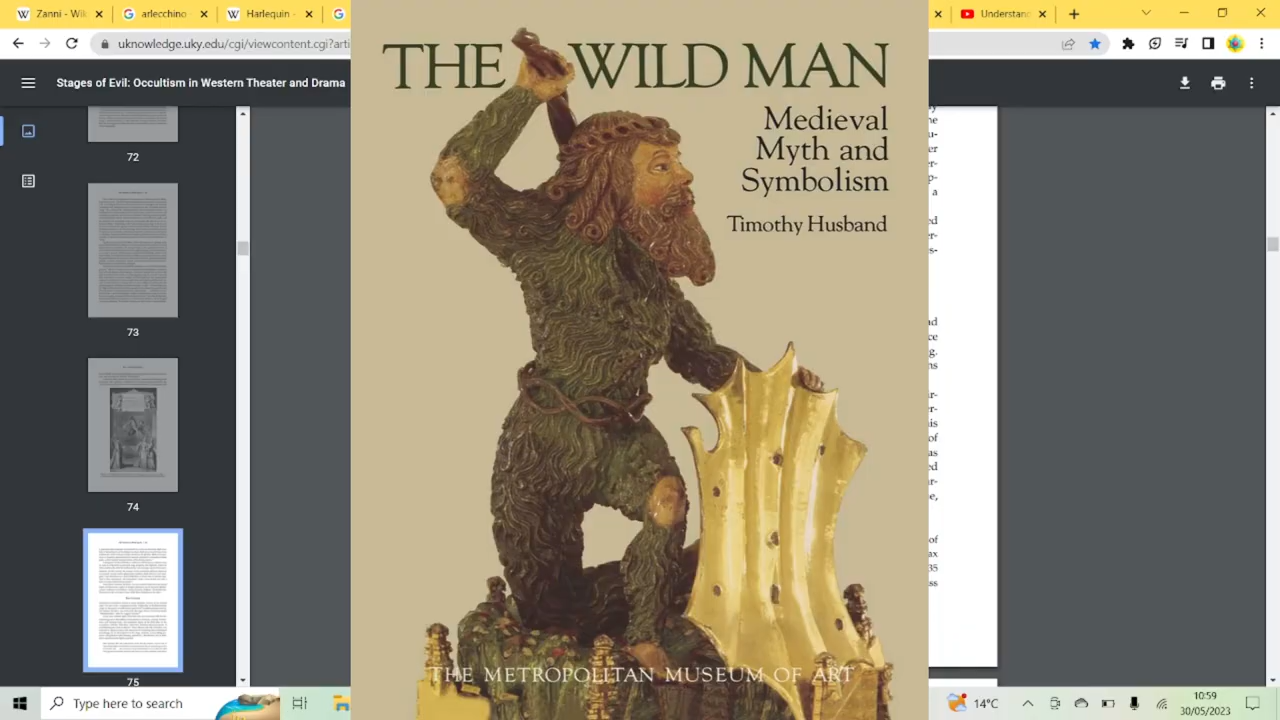 Zanni - Wiki
arlecchino
Harlequin -
Understan
uknowledge.uky.edu/cgi/viewcontent.cgi?arti
Stages of Evil: Occultism in Western Theater and Drama
72
73
74
75
THE WILD MAN
Medieval
Myth and
Symbolism
Timothy Husband
THE METROPOLITAN MUSEUM OF ART
Type here to search
14°C
10:59
30/05/2023